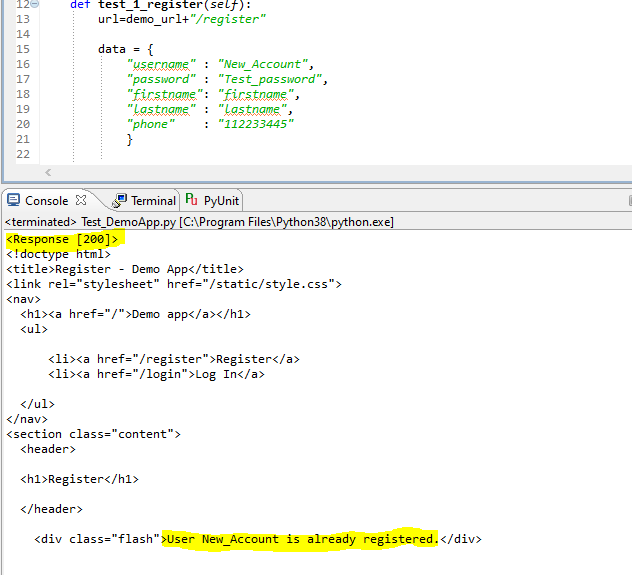 12 def test_1_register(self):
13 url=demo_url+"/register"
14
15 data = {
16 "username" : "New_Account",
17 "password" : "Test_password",
18 "firstname": "firstname",
19 "lastname" : "lastname",
20 "phone" : "112233445"
21 }
22
Console Terminal PyUnit
<terminated> Test_DemoApp.py [C:\Program Files\Python38\python.exe]
<Response [200]>
<!doctype html>
<title>Register - Demo App</title>
<link rel="stylesheet" href="/static/style.css">
<nav>
<h1><a href="/">Demo app</a></h1>
<ul>
<li><a href="/register">Register</a>
<li><a href="/login">Log In</a>
</ul>
</nav>
<section class="content">
<header>
<h1>Register</h1>
</header>
<div class="flash">User New_Account is already registered.</div>